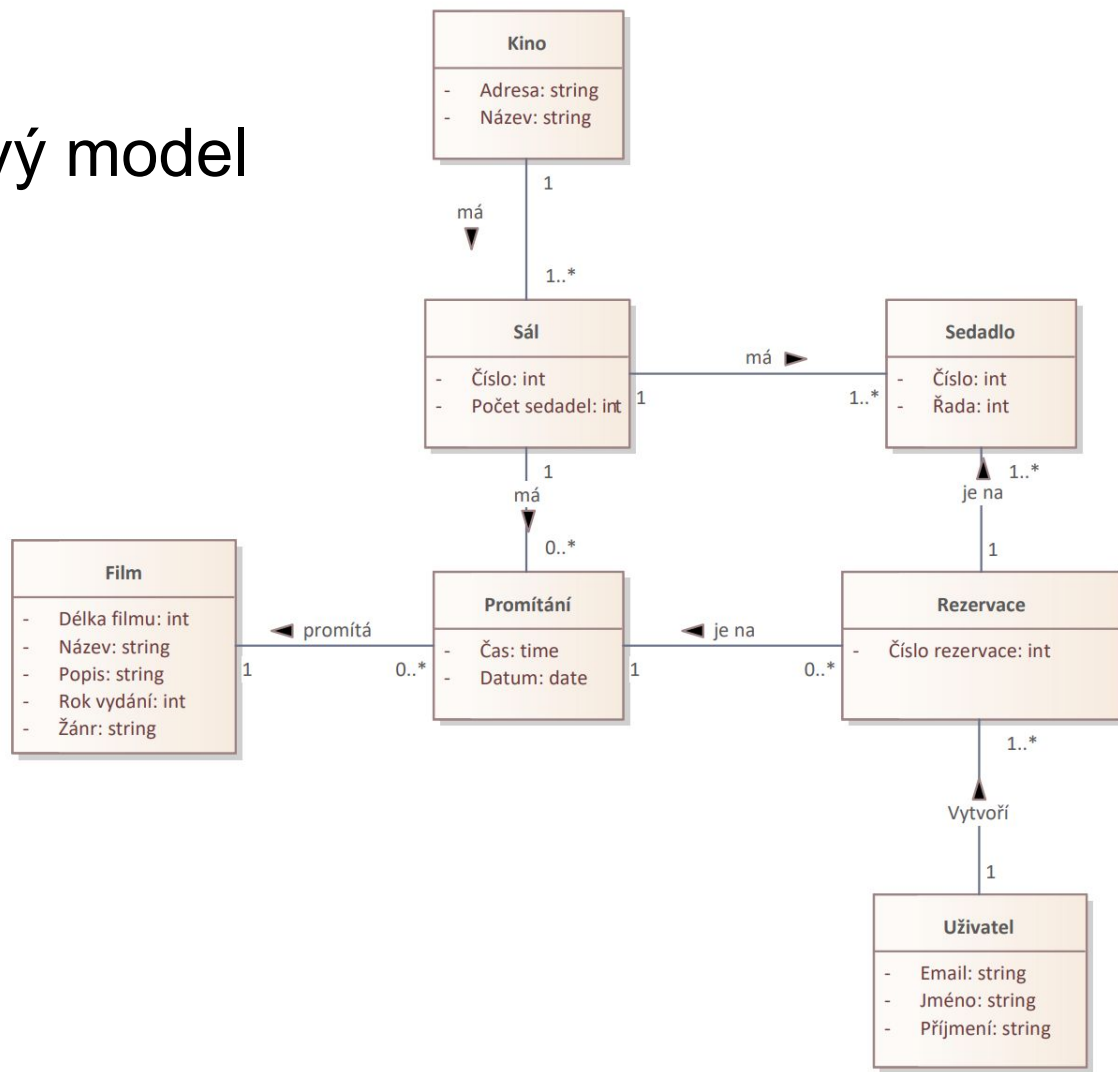 vý model
Kino
- Adresa: string
- Název: string
1
má
1..*
Sál
- Číslo: int
- Počet sedadel: int
1
má
1..*
Sedadlo
- Číslo: int
- Řada: int
1
má
0..*
1..*
je na
1
Film
- Délka filmu: int
- Název: string
- Popis: string
- Rok vydání: int
- Žánr: string
1
promítá
0..*
Promítání
- Čas: time
- Datum: date
1
je na
0..*
Rezervace
- Číslo rezervace: int
1..*
Vytvoří
1
Uživatel
- Email: string
- Jméno: string
- Příjmení: string